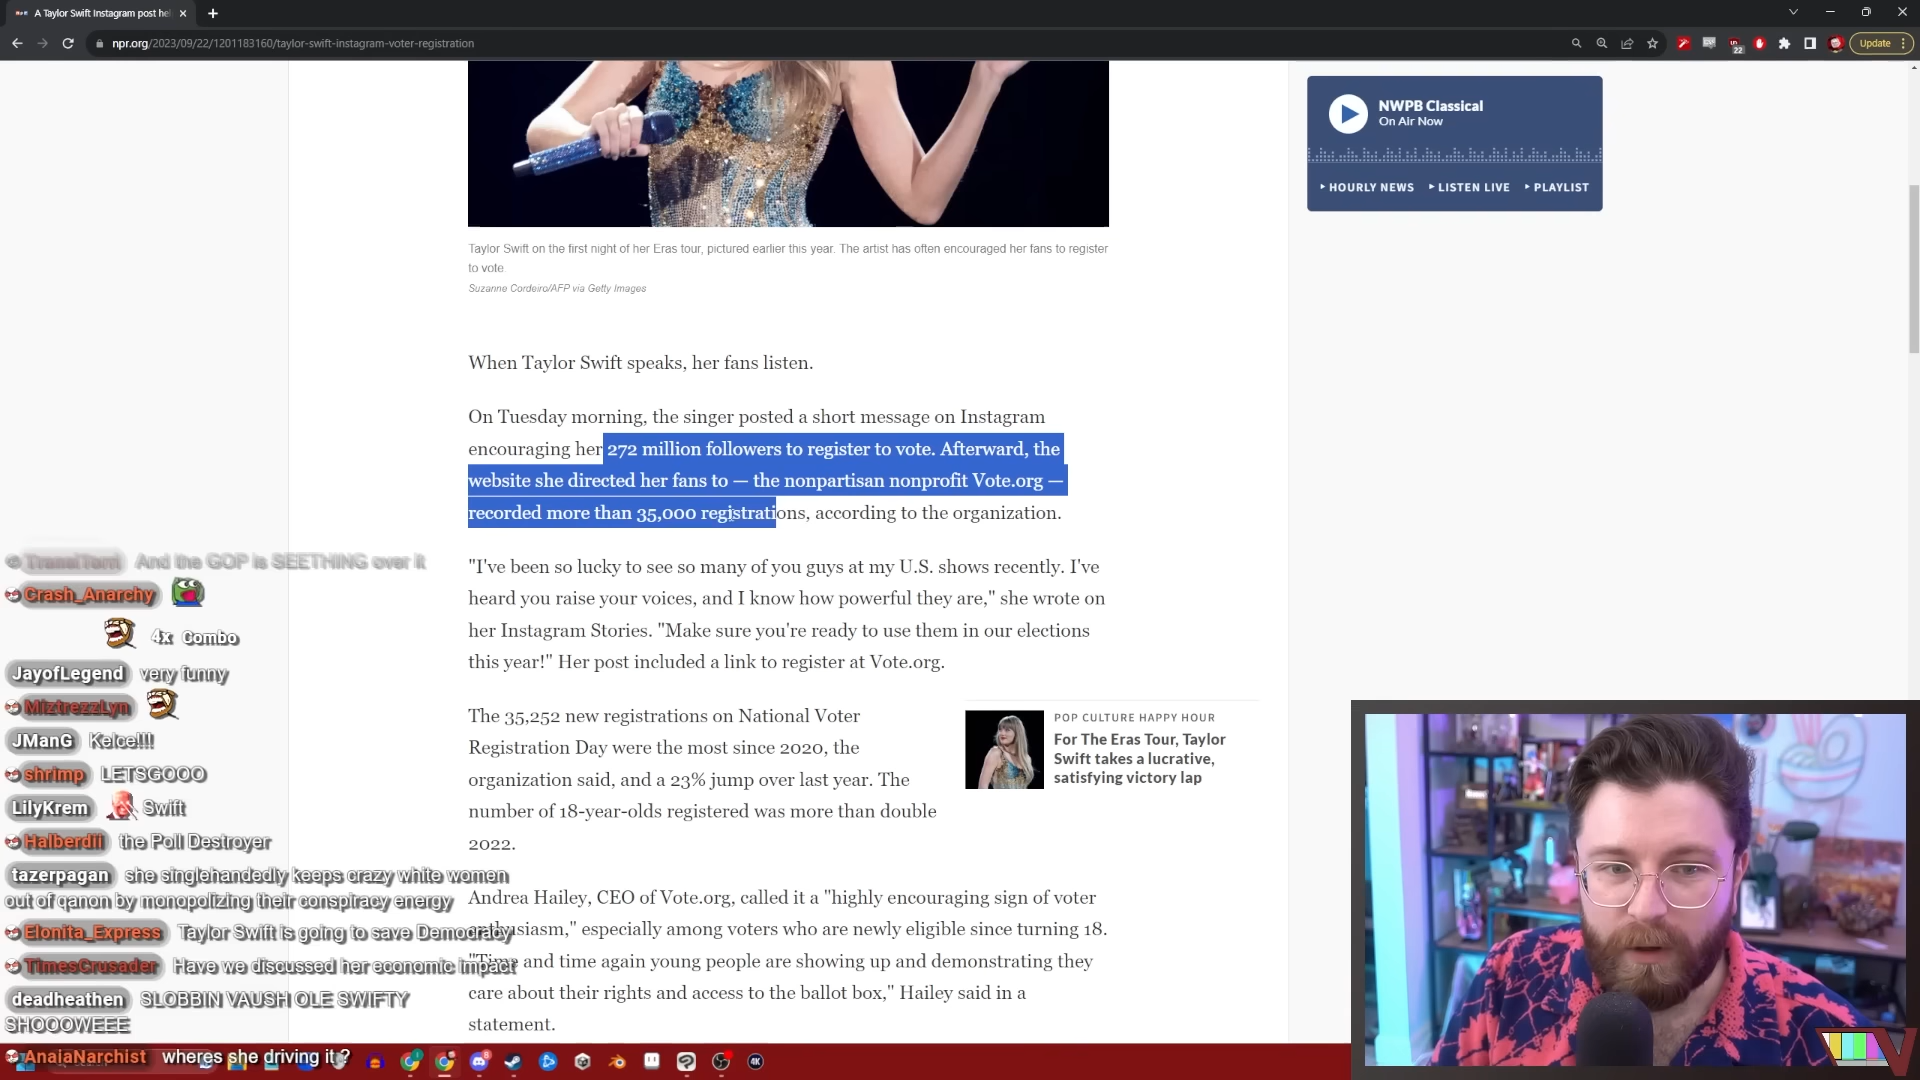 A Taylor Swift Instagram post hel
npr.org/2023/09/22/1201183160/taylor-swift-instagram-voter-registration
22
Update
NWPB Classical
On Air Now
HOURLY NEWS
LISTEN LIVE
PLAYLIST
Taylor Swift on the first night of her Eras tour, pictured earlier this year. The artist has often encouraged her fans to register
to vote.
Suzanne Cordeiro/AFP via Getty Images
When Taylor Swift speaks, her fans listen.
On Tuesday morning, the singer posted a short message on Instagram
encouraging her 272 million followers to register to vote. Afterward, the
website she directed her fans to — the nonpartisan nonprofit Vote.org —
recorded more than 35,000 registrations, according to the organization.
"I've been so lucky to see so many of you guys at my U.S. shows recently. I've
heard you raise your voices, and I know how powerful they are," she wrote on
her Instagram Stories. "Make sure you're ready to use them in our elections
this year!" Her post included a link to register at Vote.org.
The 35,252 new registrations on National Voter
Registration Day were the most since 2020, the
organization said, and a 23% jump over last year. The
number of 18-year-olds registered was more than double
2022.
POP CULTURE HAPPY HOUR
For The Eras Tour, Taylor
Swift takes a lucrative,
satisfying victory lap
Andrea Hailey, CEO of Vote.org, called it a "highly encouraging sign of voter
enthusiasm," especially among voters who are newly eligible since turning 18.
"Time and time again young people are showing up and demonstrating they
care about their rights and access to the ballot box," Hailey said in a
statement.
And the GOP is SEETHING over it
Crash_Anarchy
4x Combo
JayofLegend very funny
MiztrezzLyn
JManG Kelce!!!
shrimp LETSGOOO
LilyKrem Swift
Halberdii the Poll Destroyer
tazerpagan she singlehandedly keeps crazy white women
out of qanon by monopolizing their conspiracy energy
Elonita_Express Taylor Swift is going to save Democracy
TimesCrusader Have we discussed her economic impact
deadheathen SLOBBIN VAUSH OLE SWIFTY
SHOOOWEEE
AnaiaNarchist wheres she driving it?
4K